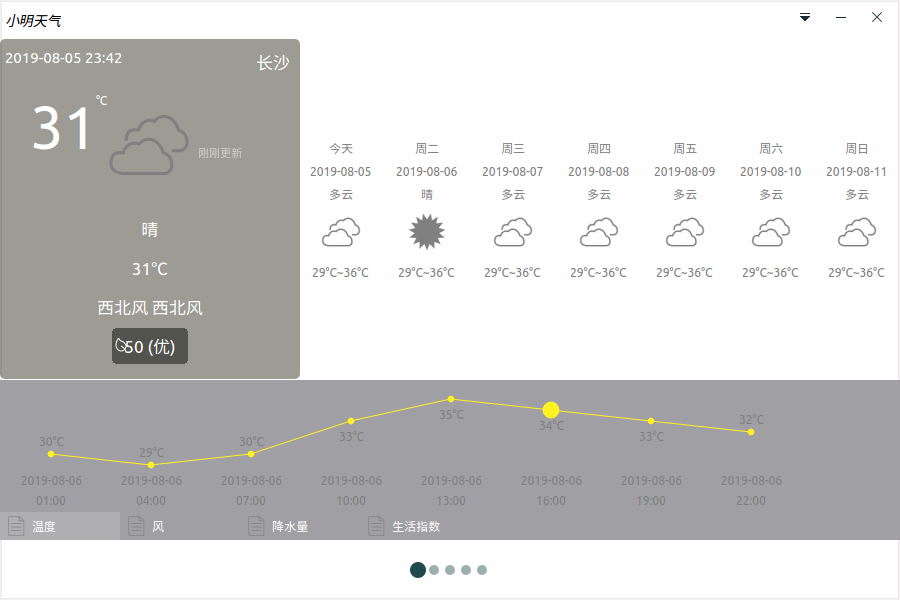 小明天气
2019-08-05 23:42
长沙
31
℃
刚刚更新
晴
31℃
西北风 西北风
50 (优)
今天 周二 周三 周四 周五 周六 周日
2019-08-05 2019-08-06 2019-08-07 2019-08-08 2019-08-09 2019-08-10 2019-08-11
多云 晴 多云 多云 多云 多云 多云
29℃~36℃ 29℃~36℃ 29℃~36℃ 29℃~36℃ 29℃~36℃ 29℃~36℃ 29℃~36℃
30℃ 29℃ 30℃ 33℃ 35℃ 34℃ 33℃ 32℃
2019-08-06 2019-08-06 2019-08-06 2019-08-06 2019-08-06 2019-08-06 2019-08-06 2019-08-06
01:00 04:00 07:00 10:00 13:00 16:00 19:00 22:00
温度 风 降水量 生活指数